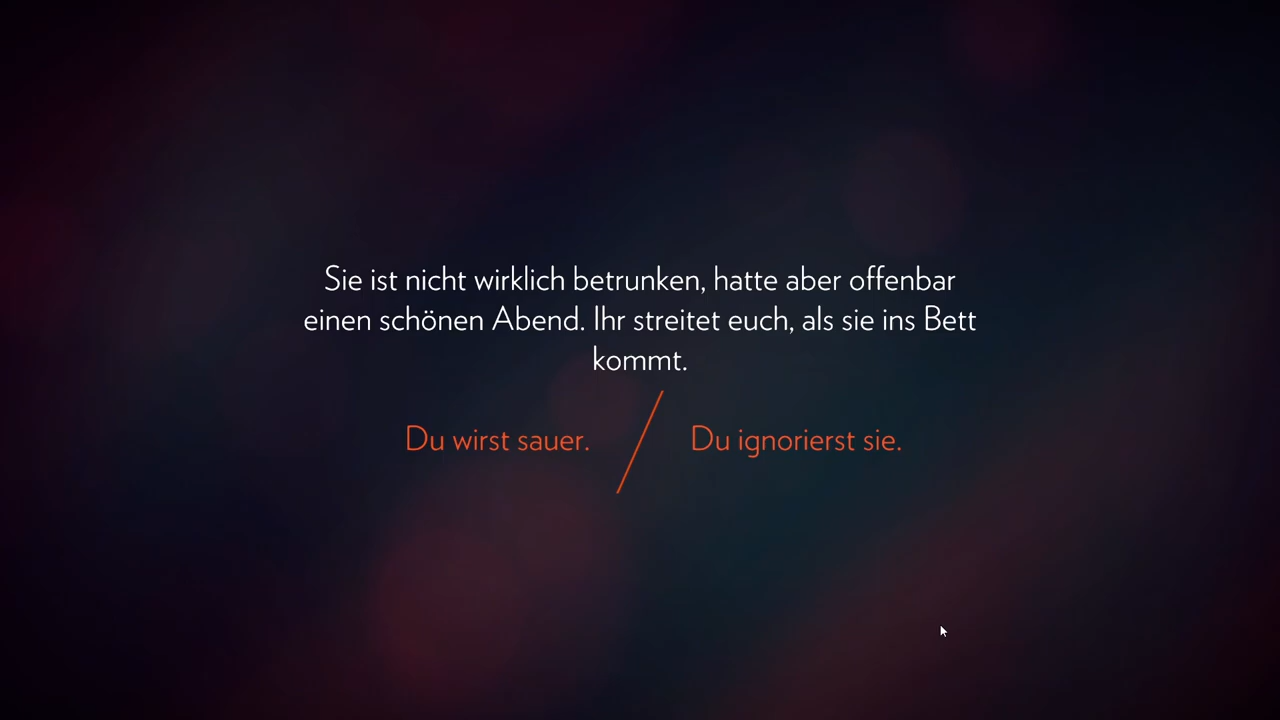 Sie ist nicht wirklich betrunken, hatte aber offenbar
einen schönen Abend. Ihr streitet euch, als sie ins Bett
kommt.
Du wirst sauer. Du ignorierst sie.